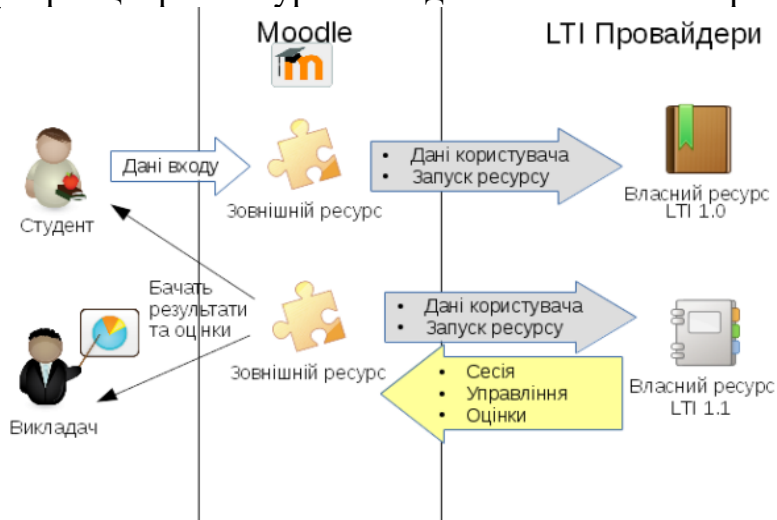 Moodle
LTI Провайдери
Дані входу
Студент
Зовнішній ресурс
• Дані користувача
• Запуск ресурсу
Власний ресурс
LTI 1.0
Бачать
результати
та оцінки
Викладач
Зовнішній ресурс
• Дані користувача
• Запуск ресурсу
• Сесія
• Управління
• Оцінки
Власний ресурс
LTI 1.1